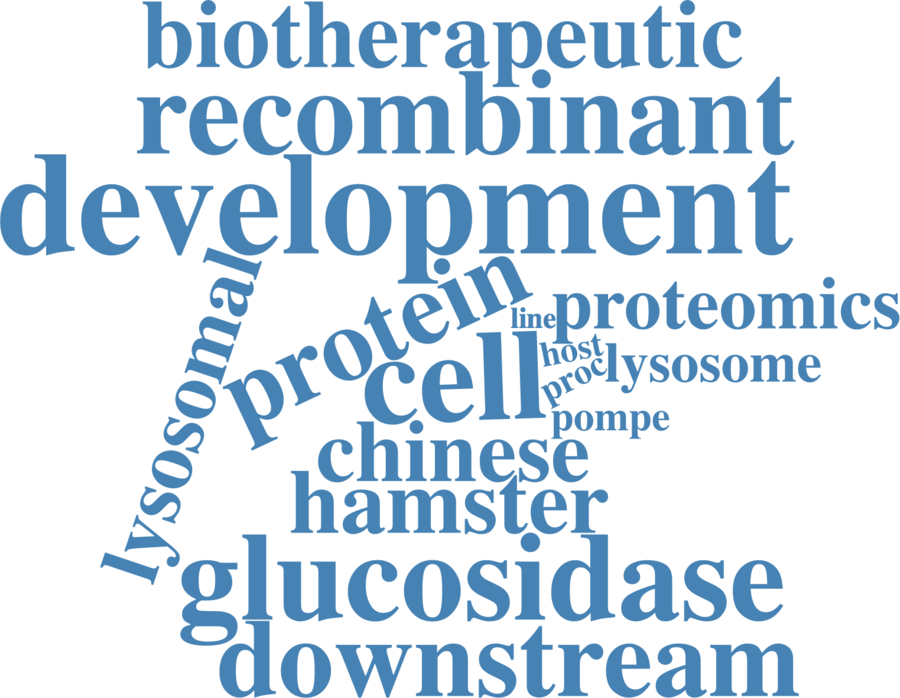 biotherapeutic
recombinant
development
lysosomal
protein
line
proteomics
cell
host
proc
lysosome
pompe
chinese
hamster
glucosidase
downstream